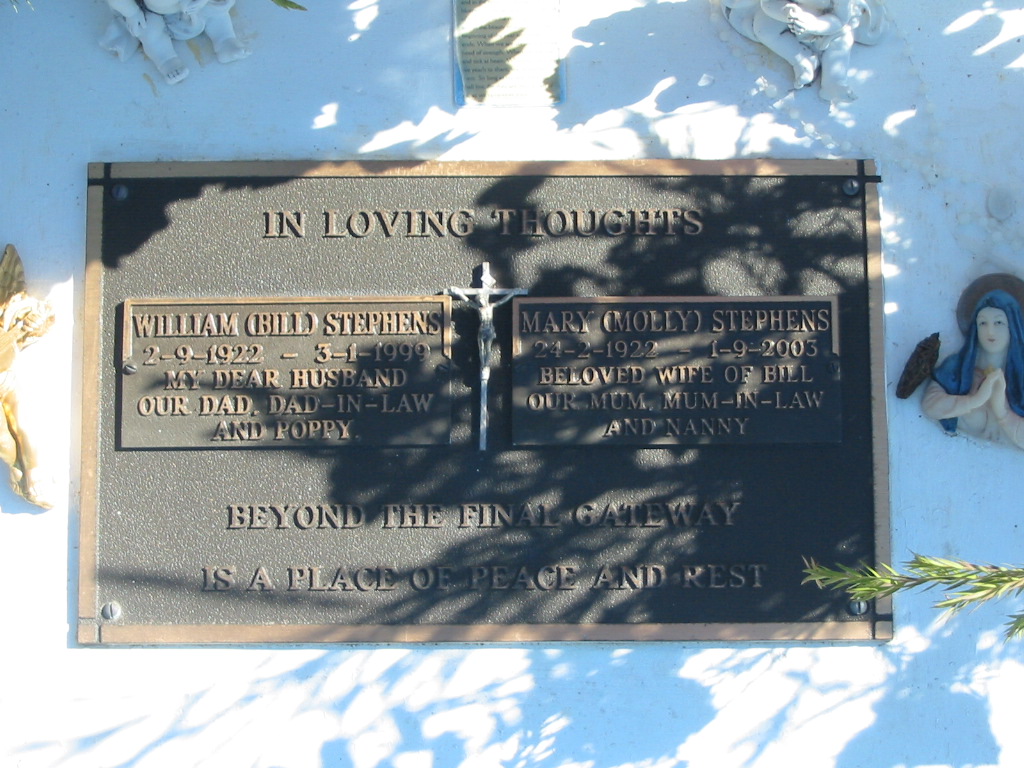 IN LOVING THOUGHTS
WILLIAM (BILL) STEPHENS
2-9-1922 - 3-1-1999
MY DEAR HUSBAND
OUR DAD, DAD-IN-LAW
AND POPPY.
MARY (MOLLY) STEPHENS
24-2-1922 - 1-9-2003
BELOVED WIFE OF BILL
OUR MUM, MUM-IN-LAW
AND NANNY
BEYOND THE FINAL GATEWAY
IS A PLACE OF PEACE AND REST